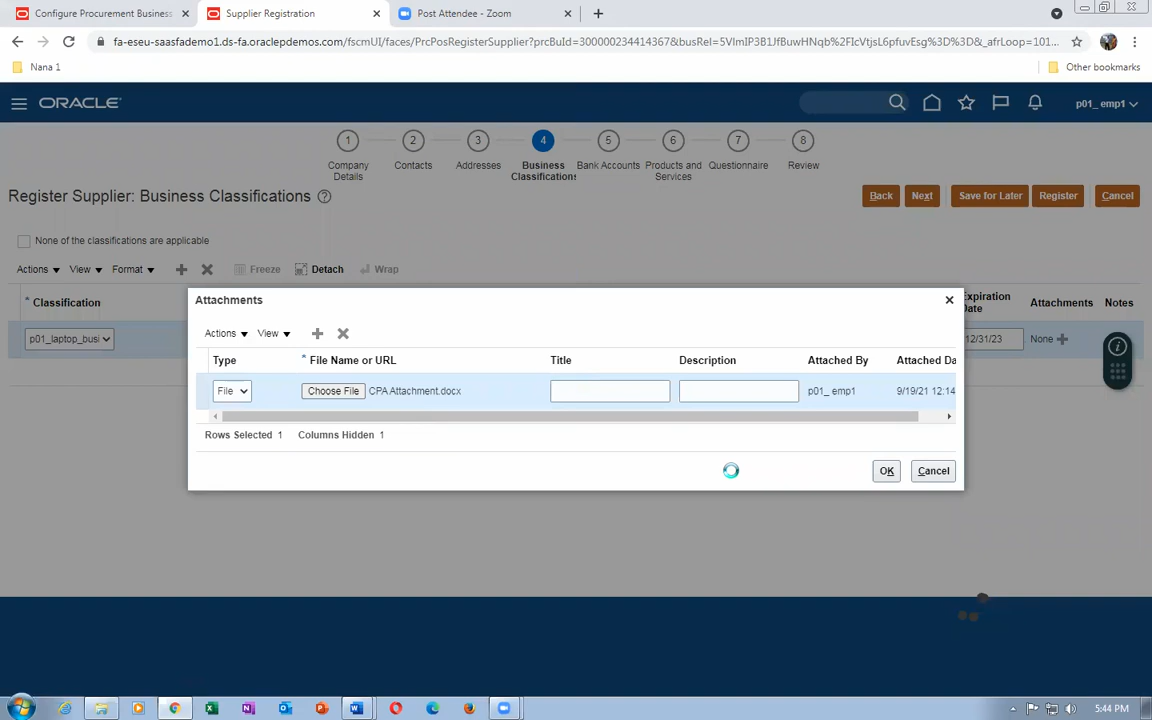 Configure Procurement Business
Supplier Registration
Post Attendee - Zoom
fa-eseu-saasfademo1.ds-fa.oraclepdemos.com/fscmUI/faces/PrcPosRegisterSupplier?prcBuId=300000234414367&busRel=5VlmIP3B1JfBuwHNqb%2FIcVtjsL6pfuvEsg%3D%3D&_afrLoop=101...
Nana 1
Other bookmarks
ORACLE
p01_ emp1
1 2 3 4 5 6 7 8
Company Details
Contacts
Addresses
Business Classifications
Bank Accounts
Products and Services
Questionnaire
Review
Register Supplier: Business Classifications
Back Next Save for Later Register Cancel
None of the classifications are applicable
Actions View Format Freeze Detach Wrap
* Classification
Expiration Date
Attachments
Notes
p01_laptop_busi
12/31/23
None
Attachments
Actions View
Type * File Name or URL Title Description Attached By Attached Da
File Choose File CPA Attachment.docx p01_ emp1 9/19/21 12:14
Rows Selected 1 Columns Hidden 1
OK Cancel
5:44 PM